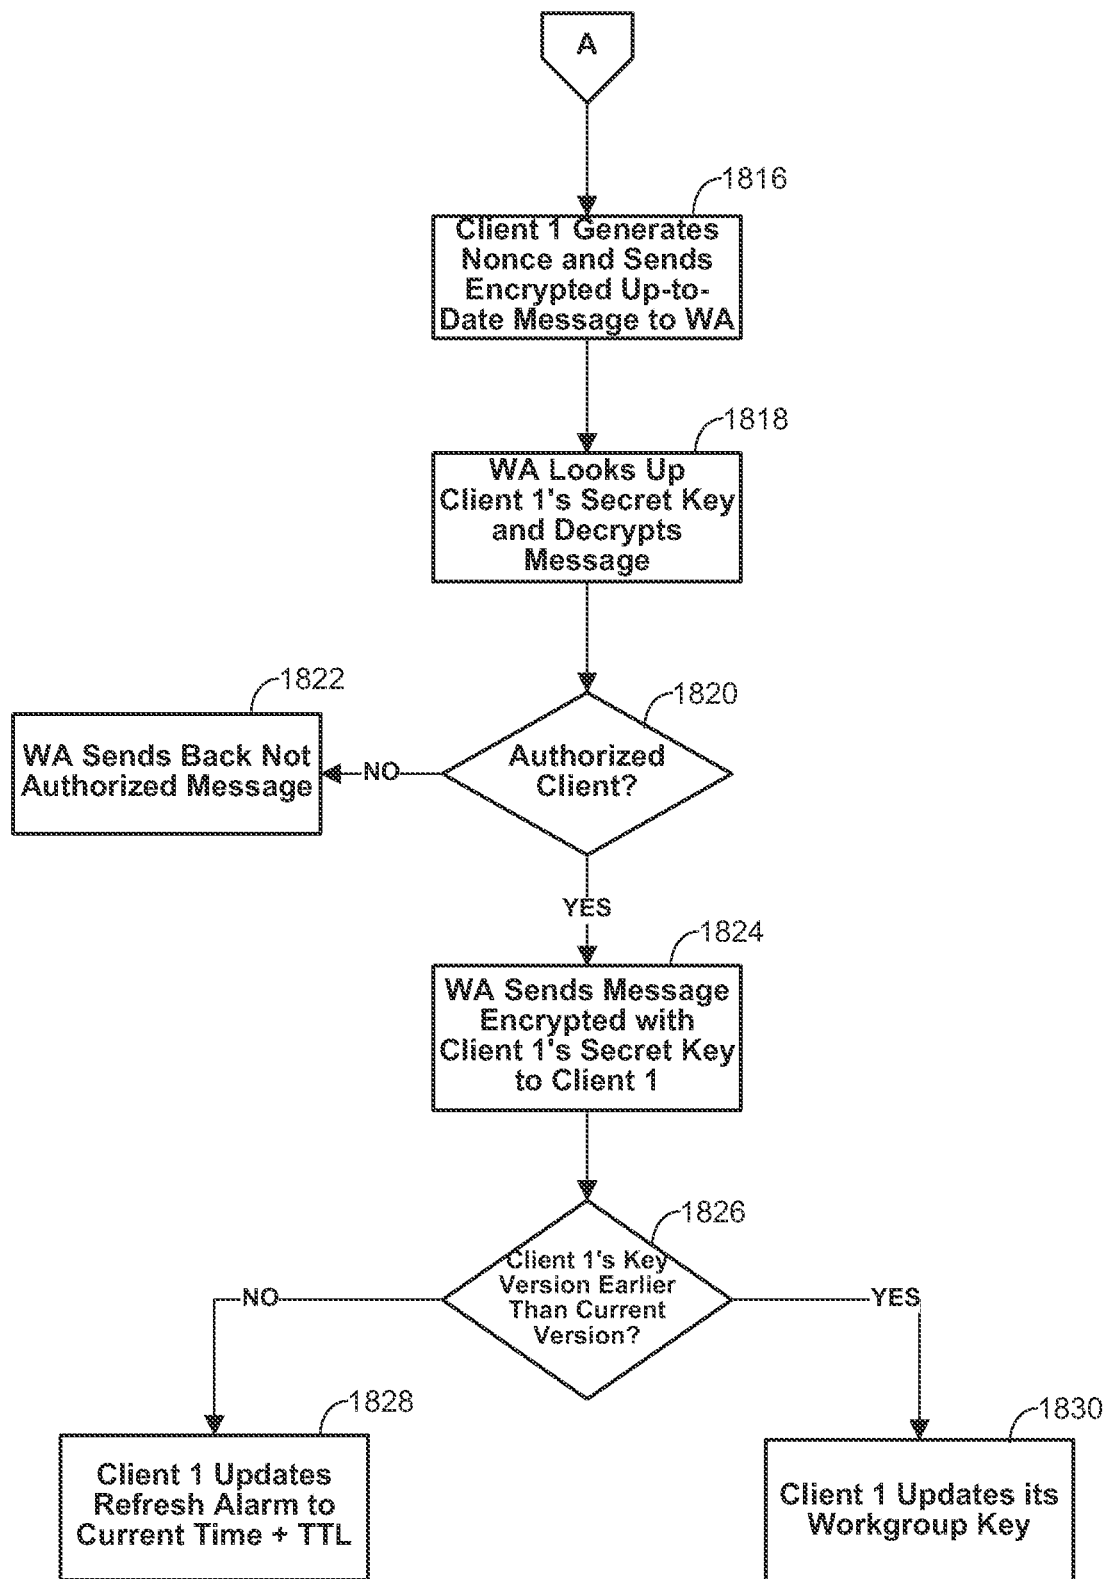 A
1816
Client 1 Generates
Nonce and Sends
Encrypted Up-to-
Date Message to WA
1818
WA Looks Up
Client 1's Secret Key
and Decrypts
Message
1822
WA Sends Back Not
Authorized Message
NO
1820
Authorized
Client?
YES
1824
WA Sends Message
Encrypted with
Client 1's Secret Key
to Client 1
1826
Client 1's Key
Version Earlier
Than Current
Version?
NO
YES
1828
Client 1 Updates
Refresh Alarm to
Current Time + TTL
1830
Client 1 Updates its
Workgroup Key